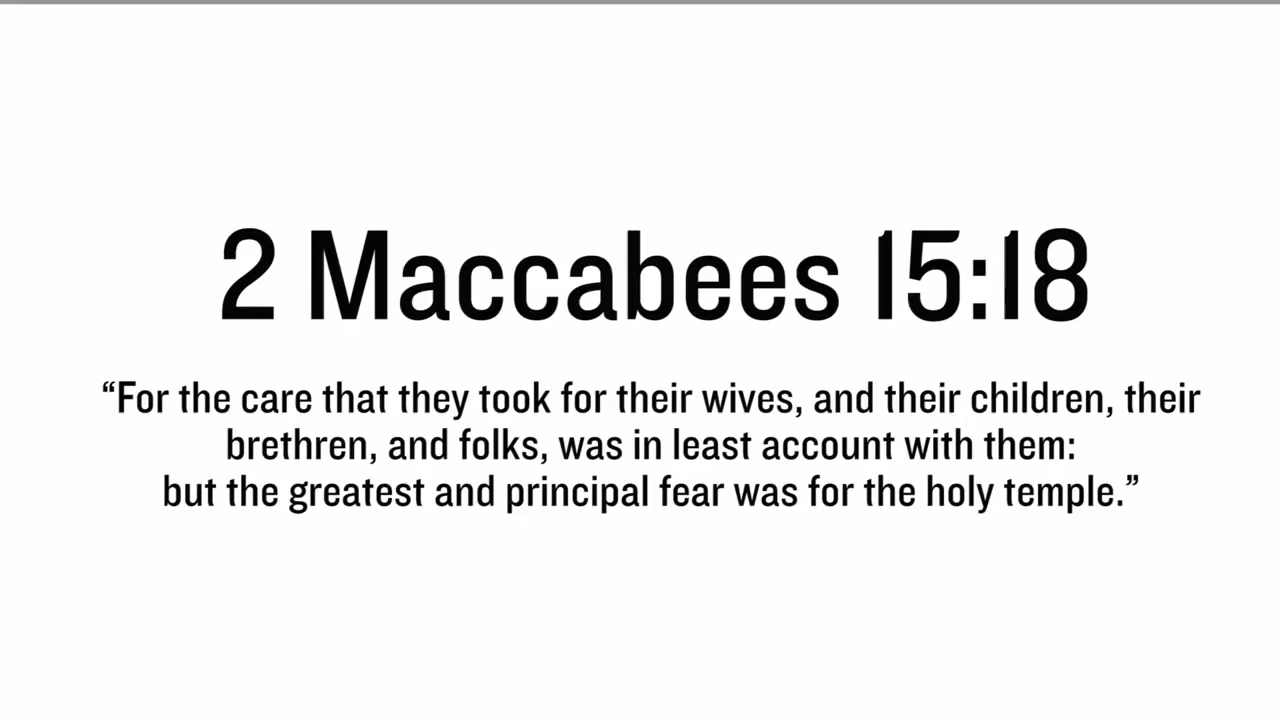 2 Maccabees 15:18
“For the care that they took for their wives, and their children, their
brethren, and folks, was in least account with them:
but the greatest and principal fear was for the holy temple.”